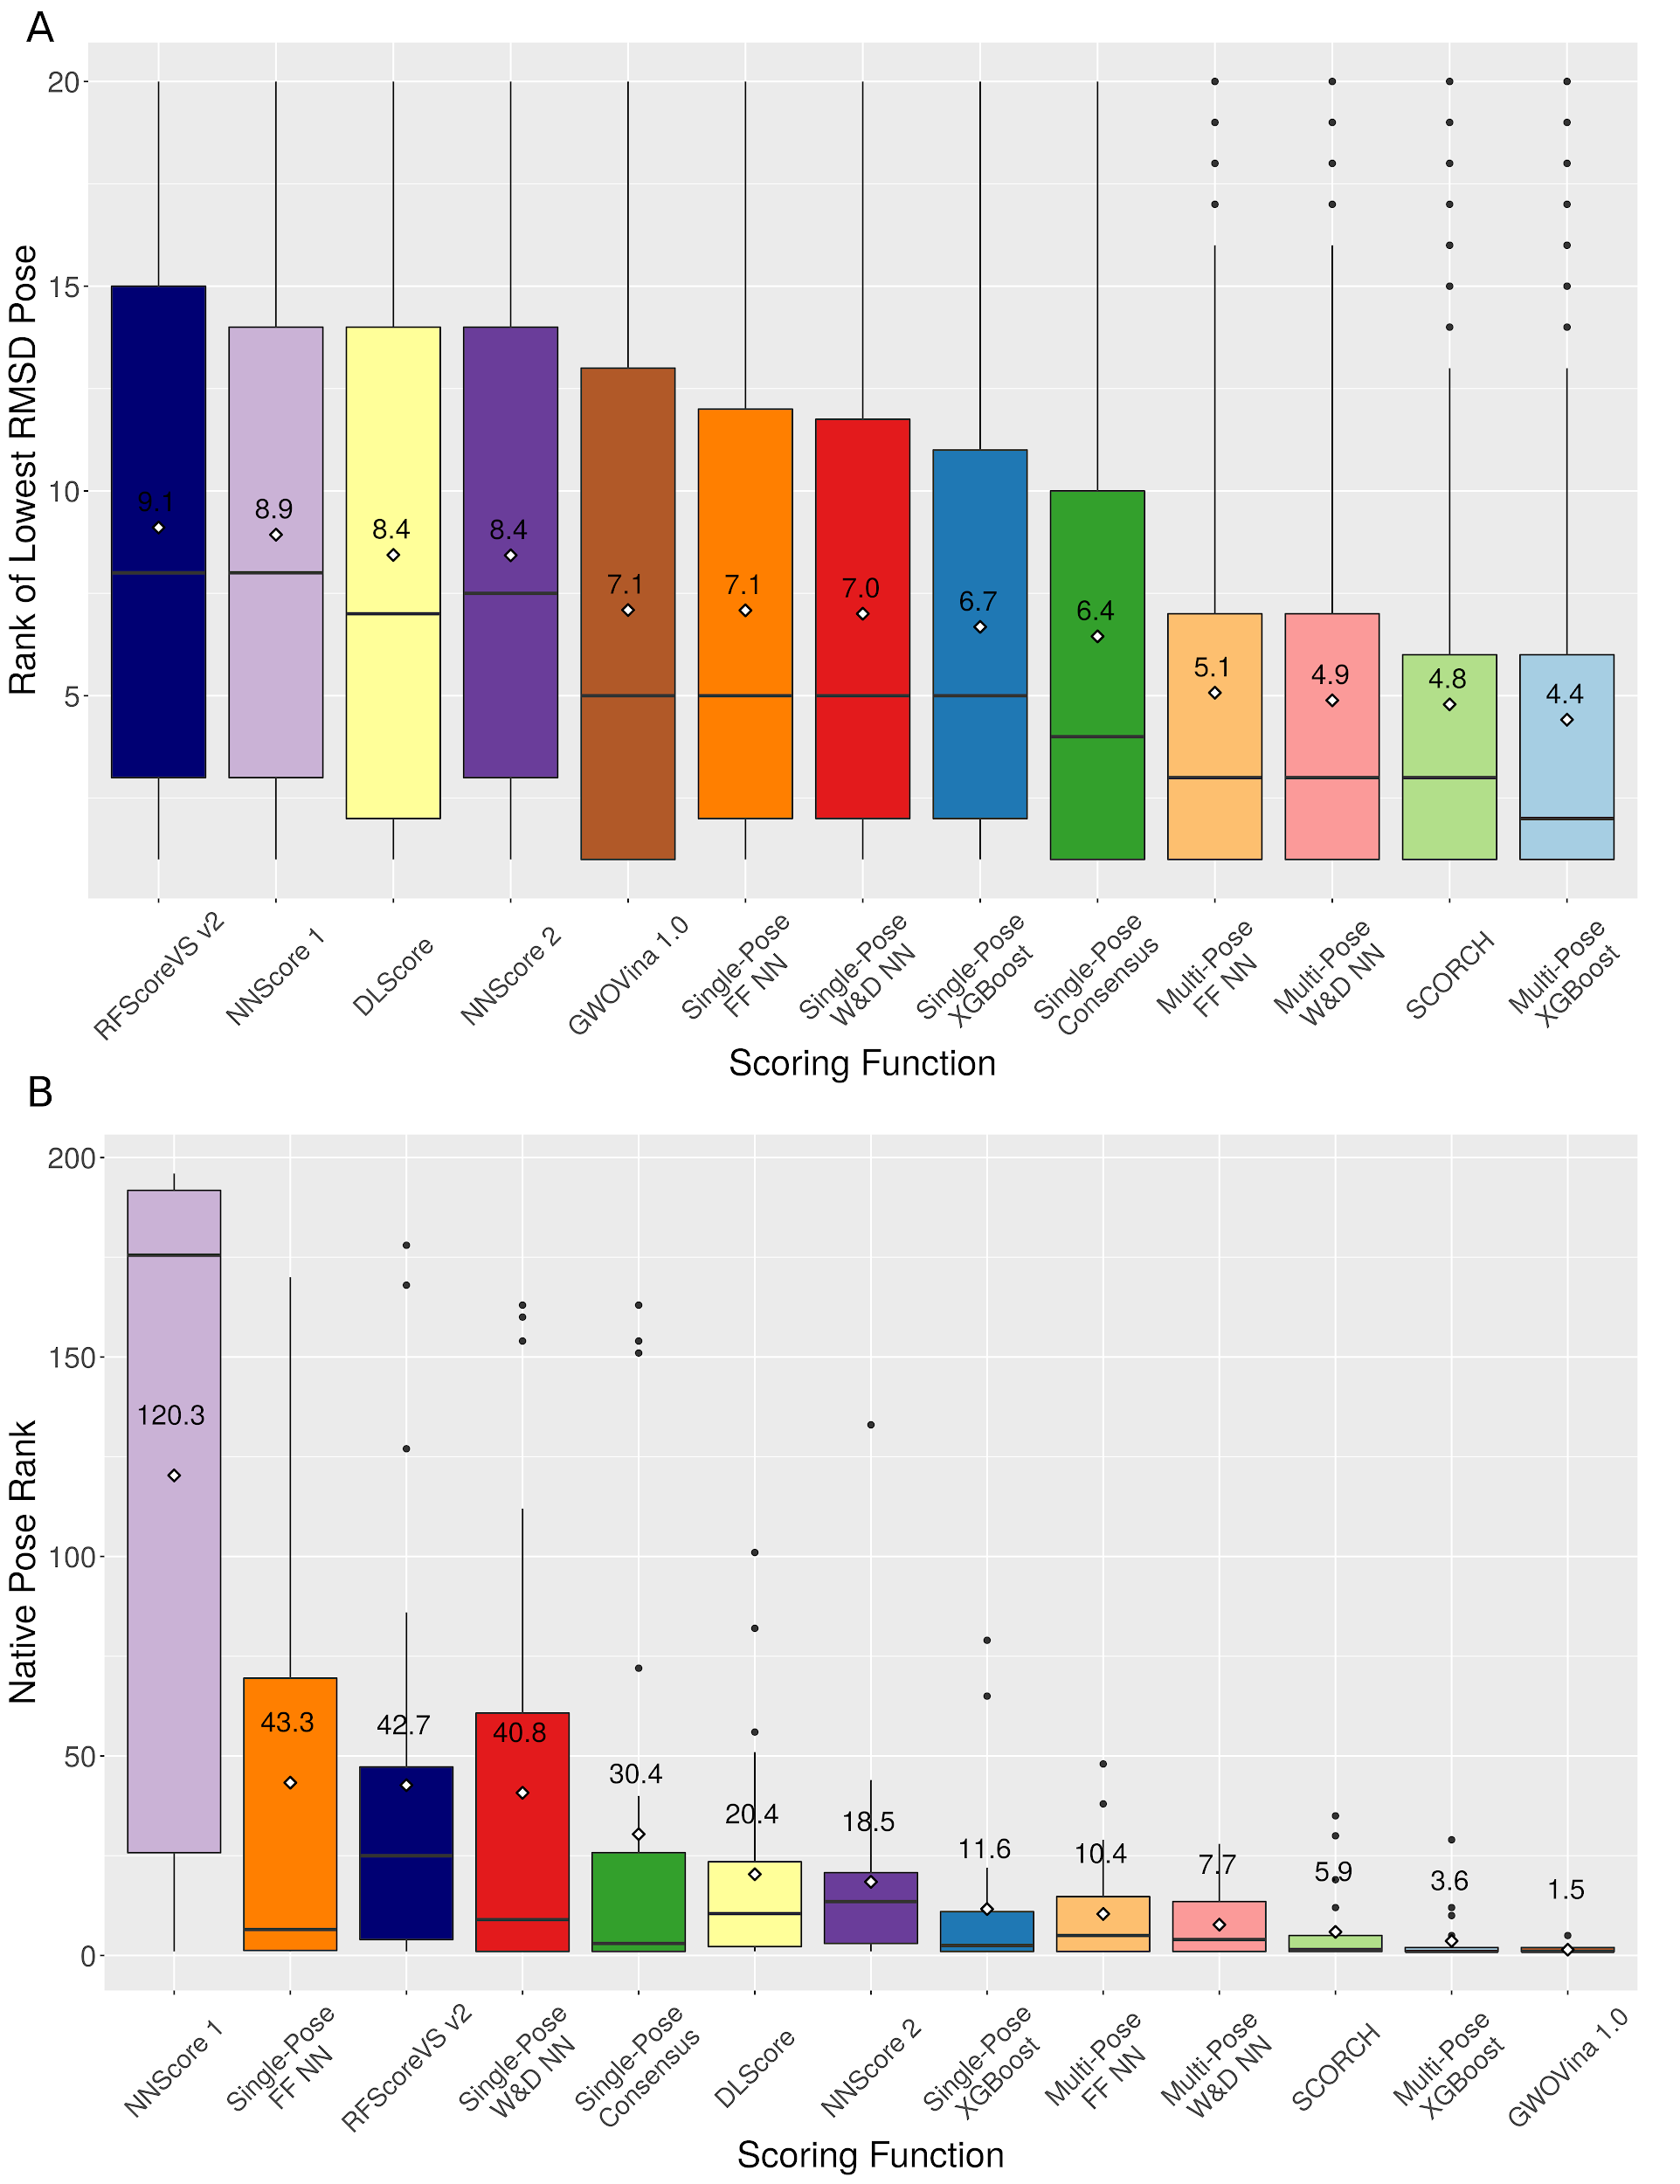 A
Rank of Lowest RMSD Pose
20
15
10
5
9.1
8.9
8.4
8.4
7.1
7.1
7.0
6.7
6.4
5.1
4.9
4.8
4.4
RFScoreVS v2
NNScore 1
DLScore
NNScore 2
GWOVina 1.0
Single-Pose
FF NN
Single-Pose
W&D NN
Single-Pose
XGBoost
Single-Pose
Consensus
Multi-Pose
FF NN
Multi-Pose
W&D NN
SCORCH
Multi-Pose
XGBoost
Scoring Function
B
Native Pose Rank
200
150
100
50
0
120.3
43.3
42.7
40.8
30.4
20.4
18.5
11.6
10.4
7.7
5.9
3.6
1.5
NNScore 1
Single-Pose
FF NN
RFScoreVS v2
Single-Pose
W&D NN
Single-Pose
Consensus
DLScore
NNScore 2
Single-Pose
XGBoost
Multi-Pose
FF NN
Multi-Pose
W&D NN
SCORCH
Multi-Pose
XGBoost
GWOVina 1.0
Scoring Function